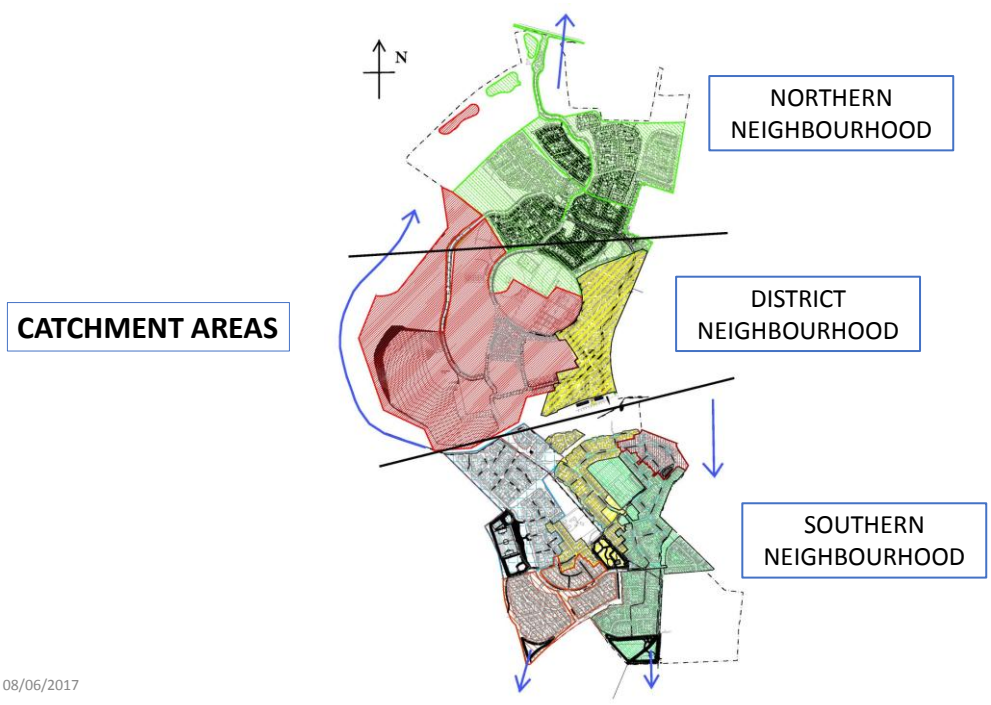 N
NORTHERN
NEIGHBOURHOOD
DISTRICT
NEIGHBOURHOOD
CATCHMENT AREAS
SOUTHERN
NEIGHBOURHOOD
08/06/2017